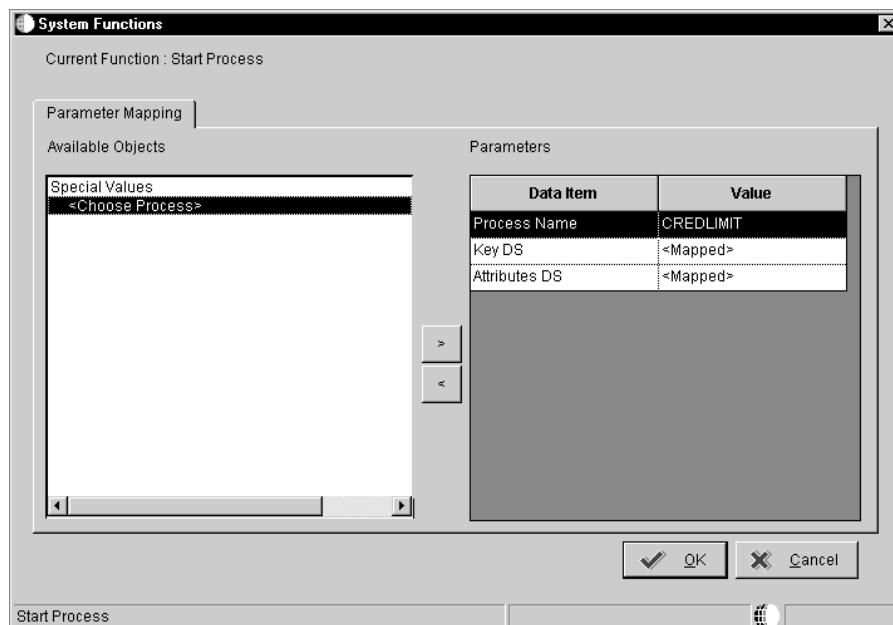 System Functions
Current Function : Start Process
Parameter Mapping
Available Objects
Special Values
<Choose Process>
>
<
Parameters
Data Item Value
Process Name CREDLIMIT
Key DS <Mapped>
Attributes DS <Mapped>
OK
Cancel
Start Process